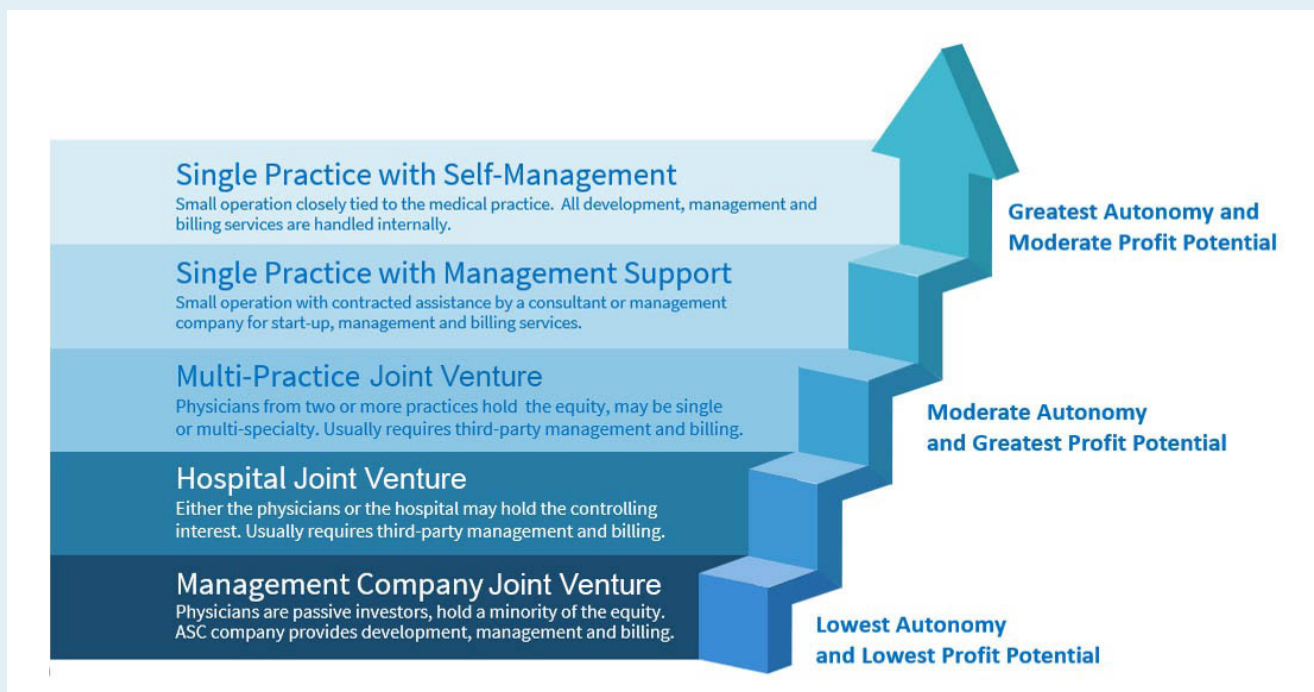 Single Practice with Self-Management
Small operation closely tied to the medical practice.  All development, management and
billing services are handled internally.
Greatest Autonomy and
Moderate Profit Potential
Single Practice with Management Support
Small operation with contracted assistance by a consultant or management
company for start-up, management and billing services.
Multi-Practice Joint Venture
Physicians from two or more practices hold  the equity, may be single
or multi-specialty. Usually requires third-party management and billing.
Moderate Autonomy
and Greatest Profit Potential
Hospital Joint Venture
Either the physicians or the hospital may hold the controlling
interest. Usually requires third-party management and billing.
Management Company Joint Venture
Physicians are passive investors, hold a minority of the equity.
ASC company provides development, management and billing.
Lowest Autonomy
and Lowest Profit Potential